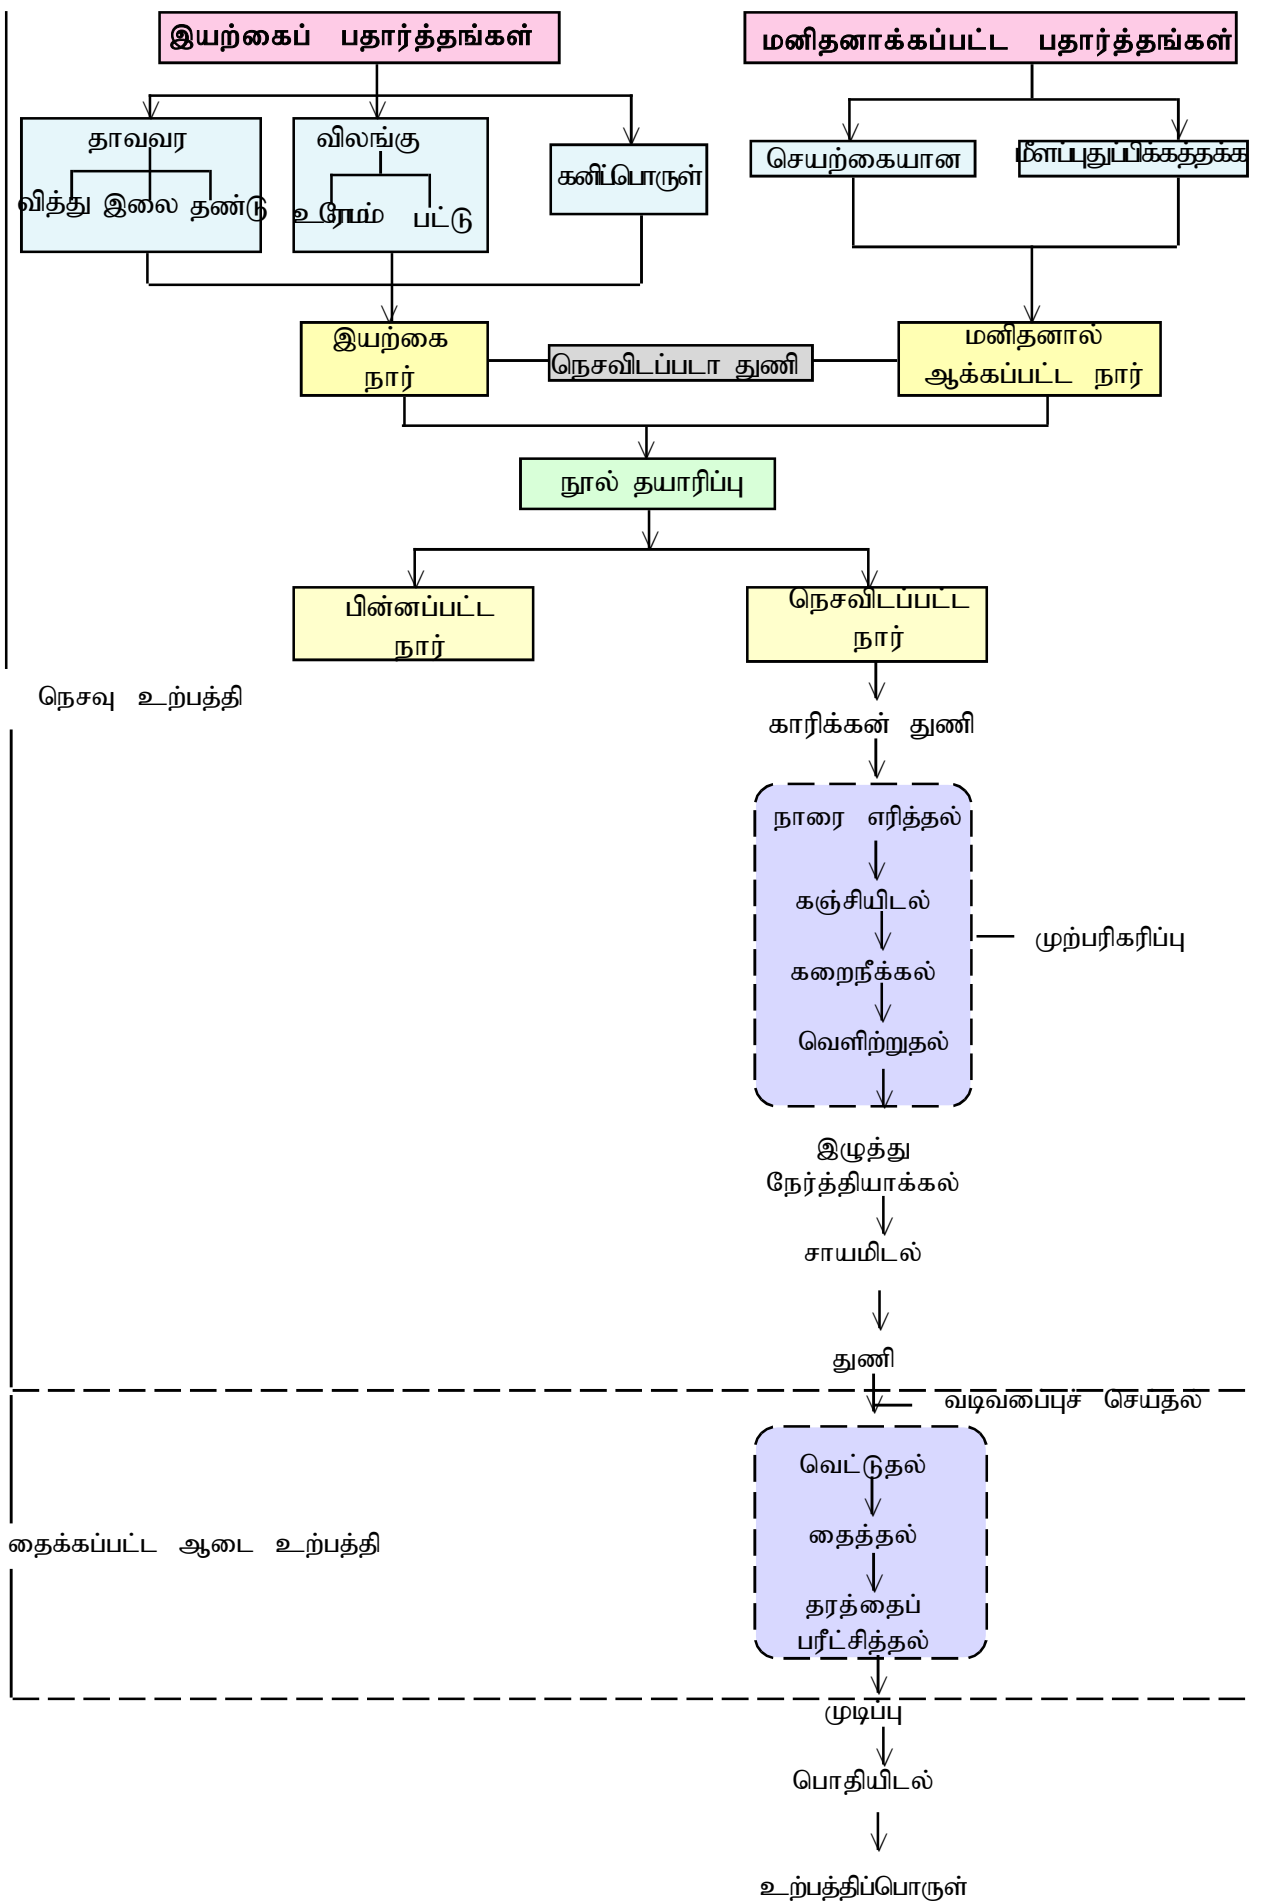 இயற்கைப் பதார்த்தங்கள்
மனிதனாக்கப்பட்ட பதார்த்தங்கள்
தாவவர
விலங்கு
கனிப்பொருள்
செயற்கையான
மீளப்புதுப்பிக்கத்தக்க
வித்து இலை தண்டு
உரோமம் பட்டு
இயற்கை
நார்
நெசவிடப்படா துணி
மனிதனால்
ஆக்கப்பட்ட நார்
நூல் தயாரிப்பு
பின்னப்பட்ட
நார்
நெசவிடப்பட்ட
நார்
நெசவு உற்பத்தி
காரிக்கன் துணி
நாரை எரித்தல்
கஞ்சியிடல்
முற்பரிகரிப்பு
கறைநீக்கல்
வெளிற்றுதல்
இழுத்து
நேர்த்தியாக்கல்
சாயமிடல்
துணி
வடிவமைப்புச் செய்தல்
வெட்டுதல்
தைத்தல்
தைக்கப்பட்ட ஆடை உற்பத்தி
தரத்தைப்
பரீட்சித்தல்
முடிப்பு
பொதியிடல்
உற்பத்திப்பொருள்